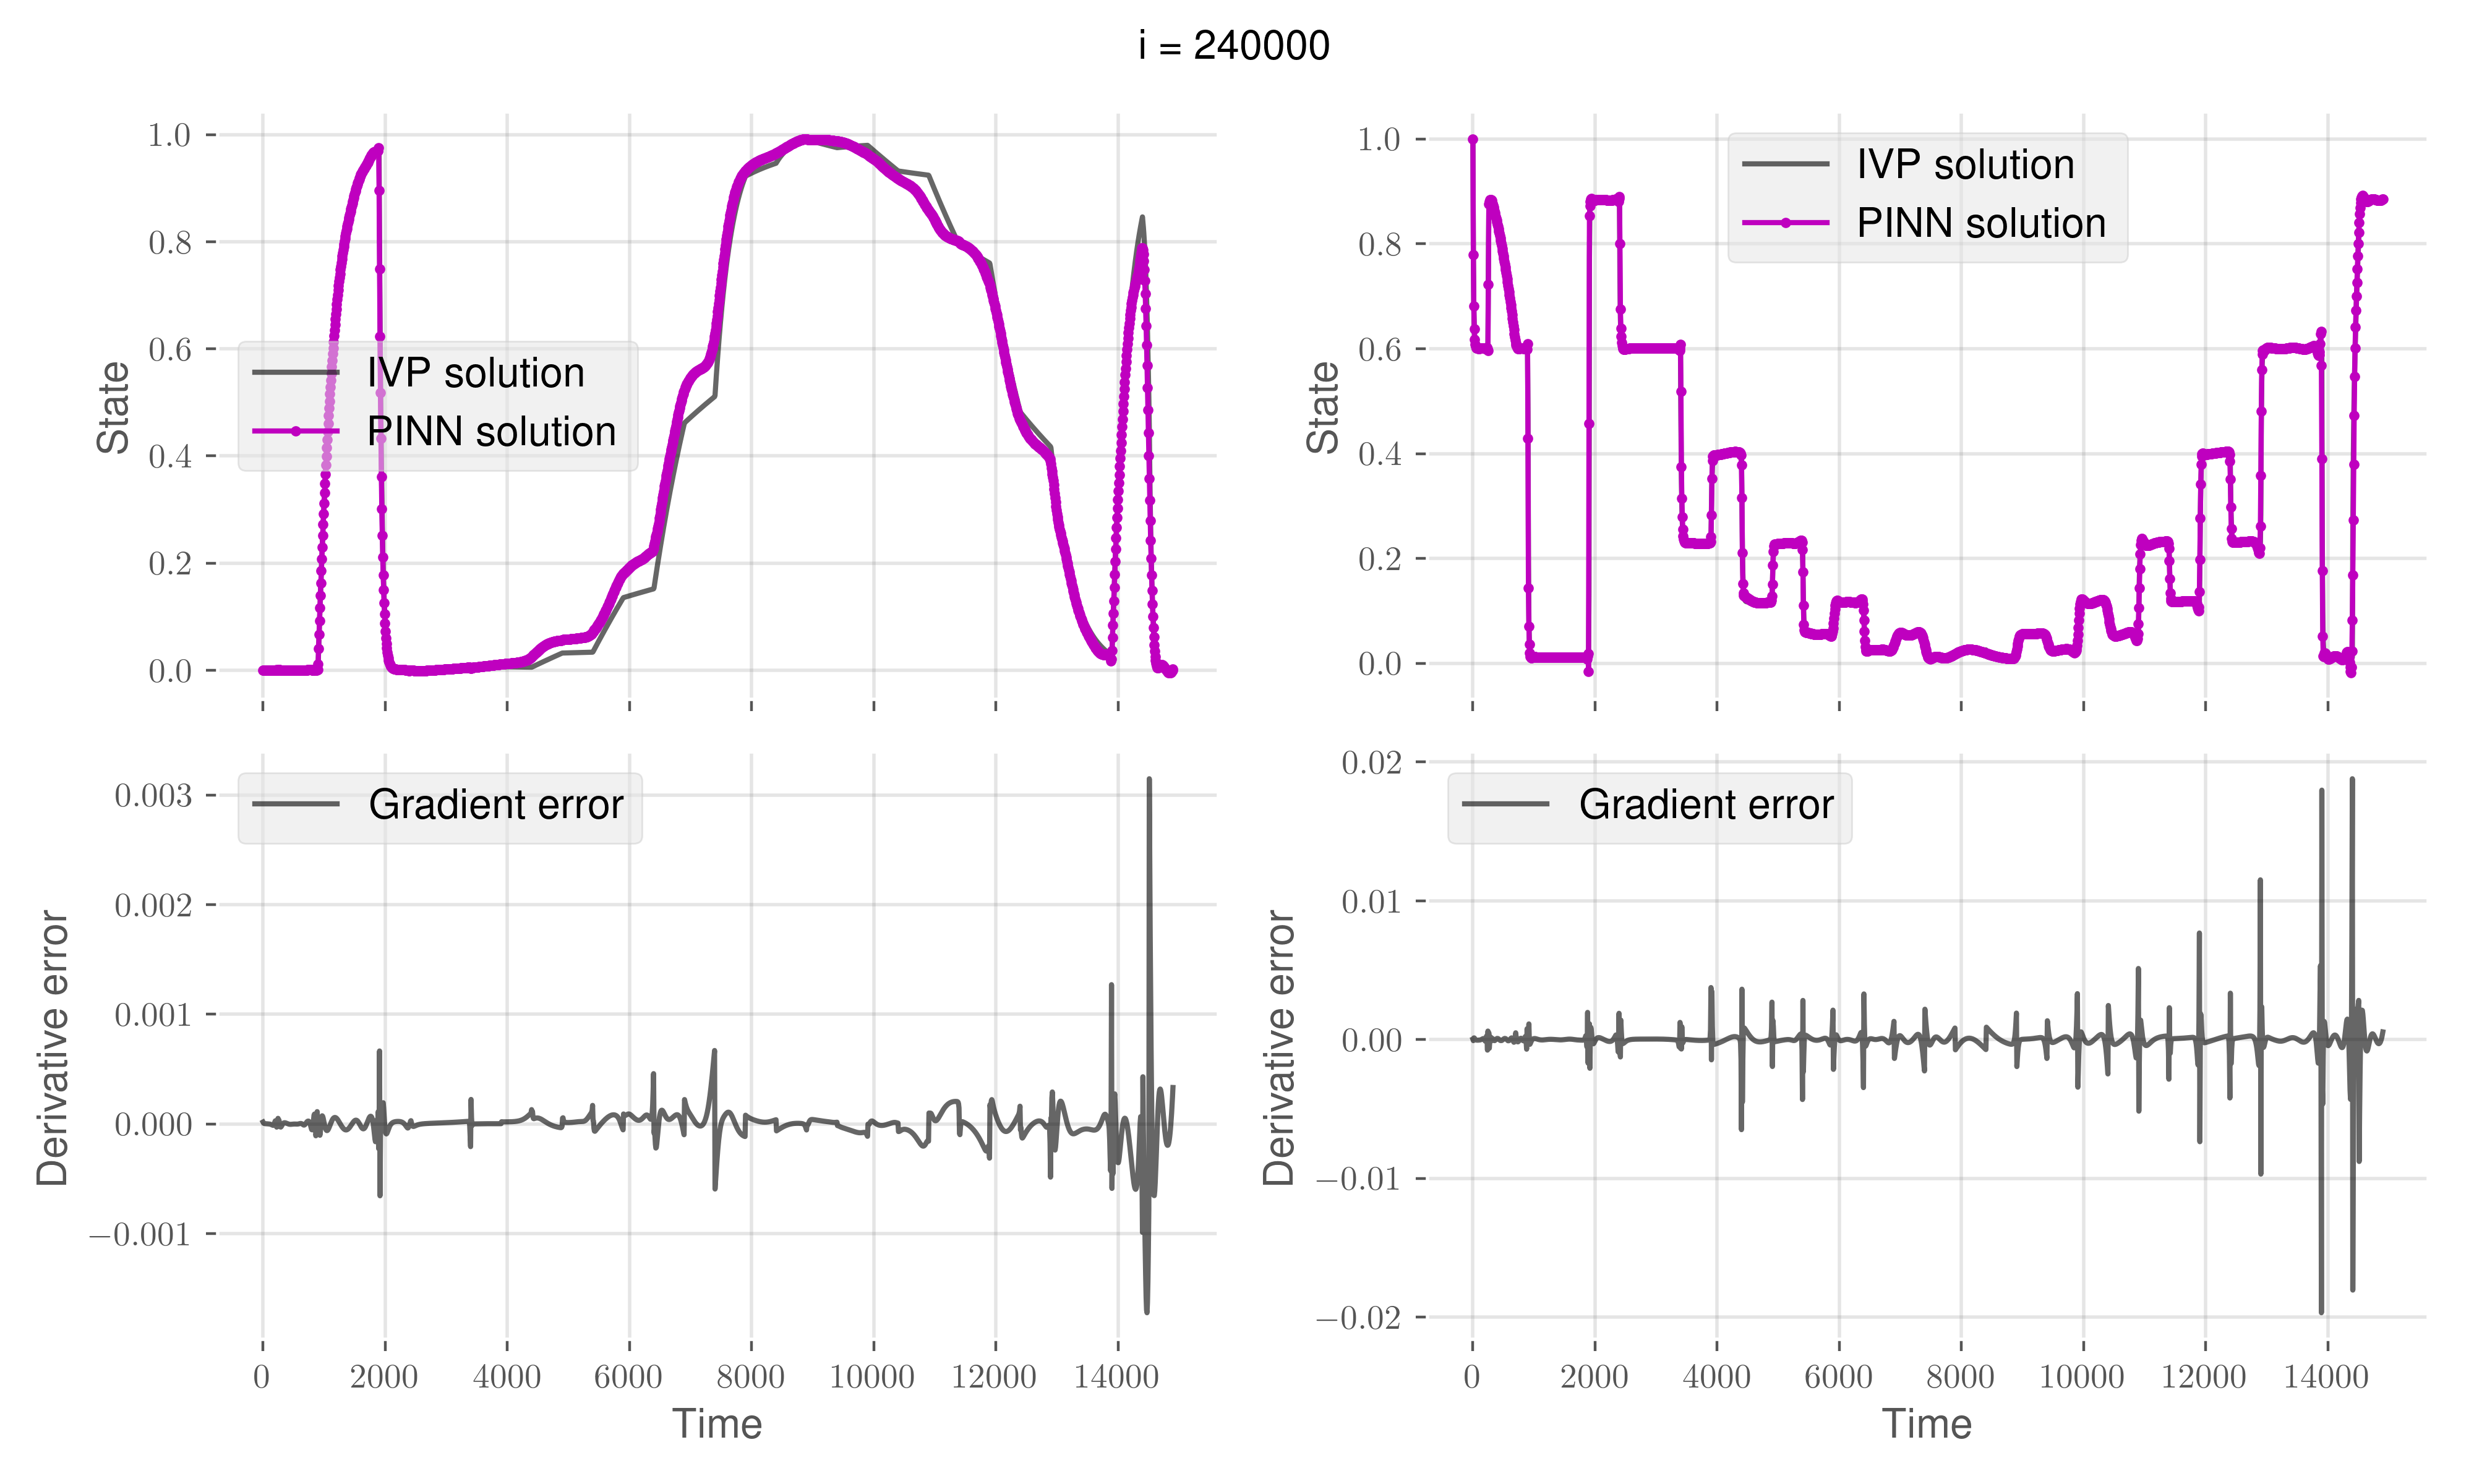 i = 240000
1.0
0.8
0.6
0.4
0.2
0.0
State
IVP solution
PINN solution
1.0
0.8
0.6
0.4
0.2
0.0
State
IVP solution
PINN solution
0.003
0.002
0.001
0.000
−0.001
Derivative error
Gradient error
0 2000 4000 6000 8000 10000 12000 14000
Time
0.02
0.01
0.00
−0.01
−0.02
Derivative error
Gradient error
0 2000 4000 6000 8000 10000 12000 14000
Time